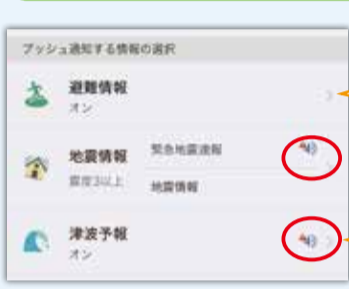 プッシュ通知する情報の選択
避難情報
オン
地震情報
震度3以上
緊急地震速報
地震情報
津波予報
オン